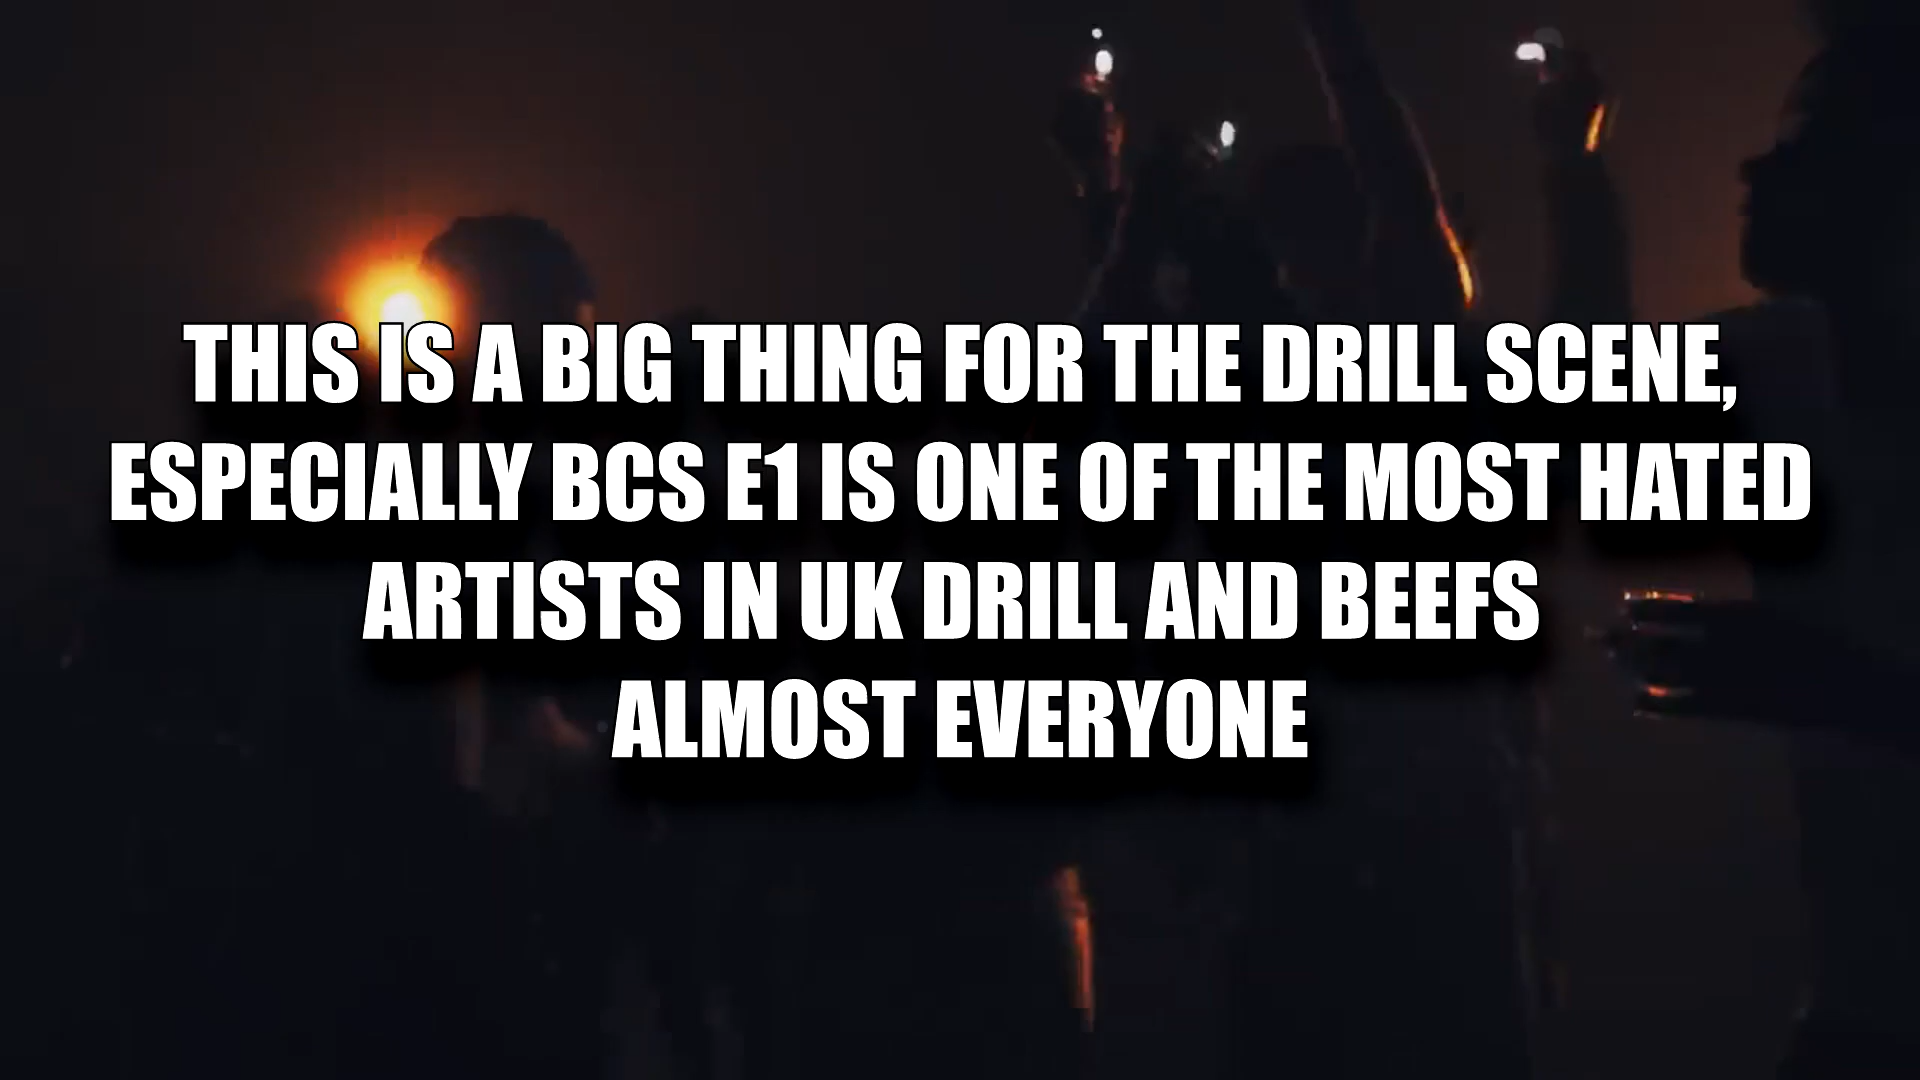 THIS IS A BIG THING FOR THE DRILL SCENE,
ESPECIALLY BCS E1 IS ONE OF THE MOST HATED
ARTISTS IN UK DRILL AND BEEFS
ALMOST EVERYONE